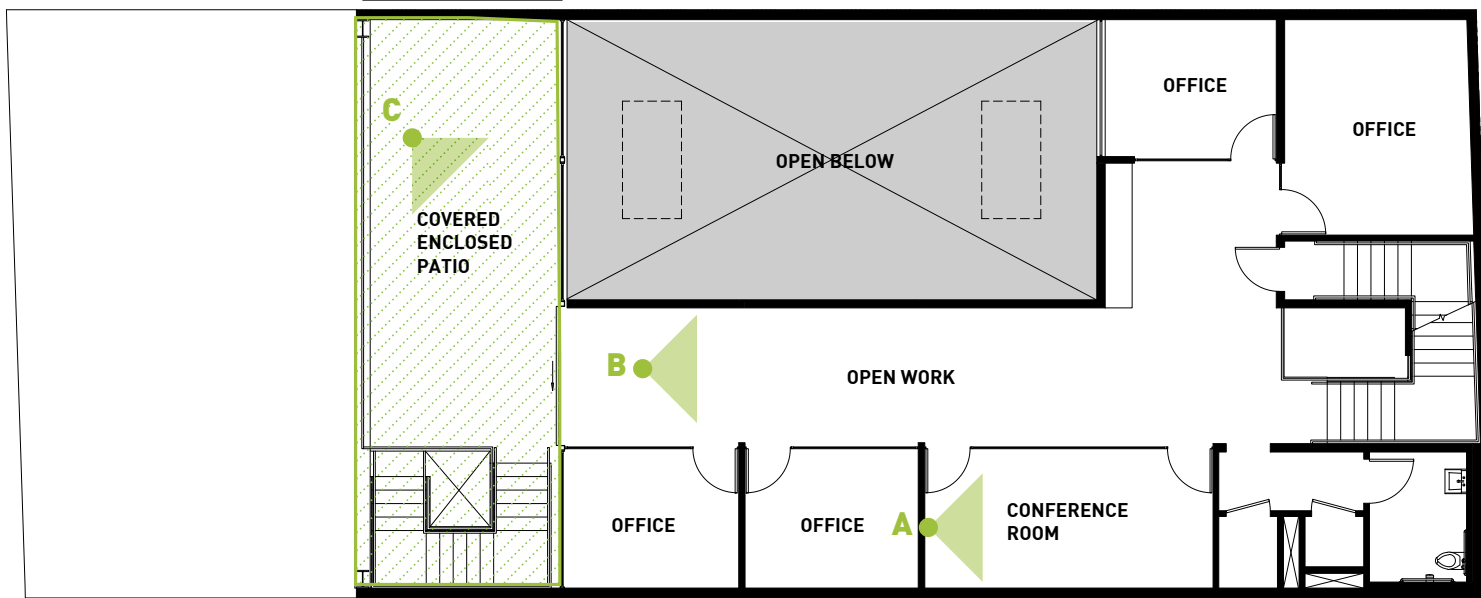 OFFICE
C
OFFICE
OPEN BELOW
COVERED
ENCLOSED
PATIO
B
OPEN WORK
OFFICE
OFFICE
A
CONFERENCE
ROOM